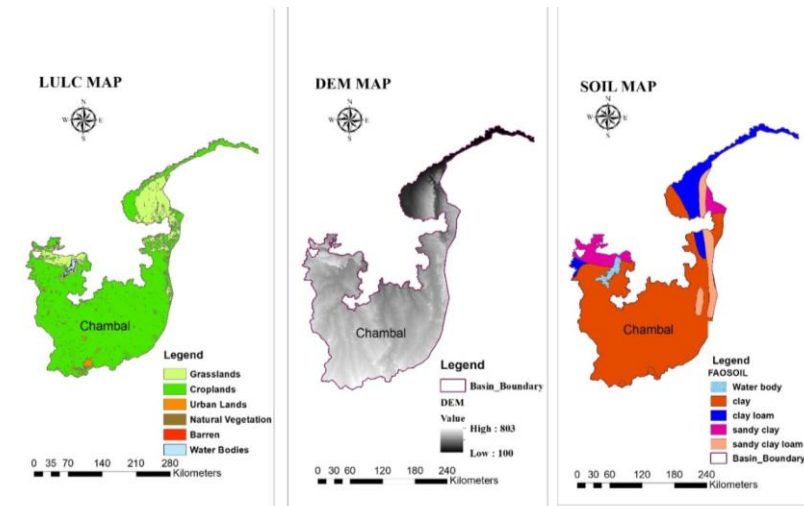 LULC MAP
N
W E
S
Chambal
Legend
Grasslands
Croplands
Urban Lands
Natural Vegetation
Barren
Water Bodies
0 35 70 140 210 280
Kilometers
DEM MAP
N
W E
S
Chambal
Legend
Basin_Boundary
DEM
Value
High : 803
Low : 100
0 30 60 120 180 240
Kilometers
SOIL MAP
N
W E
S
Chambal
Legend
FAOSOIL
Water body
clay
clay loam
sandy clay
sandy clay loam
Basin_Boundary
0 30 60 120 180 240
Kilometers